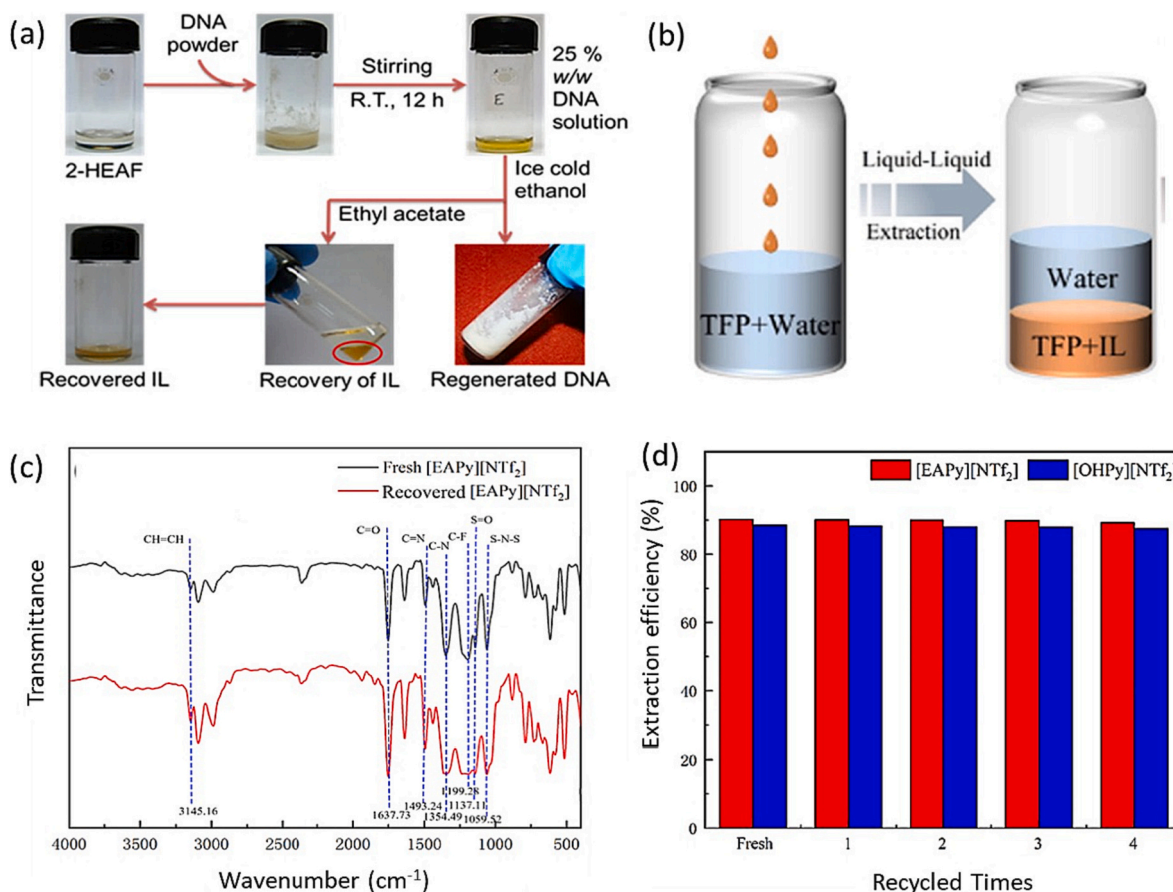 (a)
DNA
powder
Stirring
R.T., 12 h
25 %
w/w
DNA
solution
E
2-HEAF
Ice cold
ethanol
Ethyl acetate
Recovered IL
Recovery of IL
Regenerated DNA
(b)
Liquid-Liquid
Extraction
TFP+Water
Water
TFP+IL
(c)
Fresh [EAPy][NTf2]
Recovered [EAPy][NTf2]
CH=CH
C=O
C=N
C-N
C-F
S=O
S-N-S
Transmittance
3145.16
1637.73
1493.24
1354.49
1199.28
1137.11
1059.52
4000
3500
3000
2500
2000
1500
1000
500
Wavenumber (cm-1)
(d)
[EAPy][NTf2]
[OHPy][NTf2
Extraction efficiency (%)
100
80
60
40
20
0
Fresh
1
2
3
4
Recycled Times